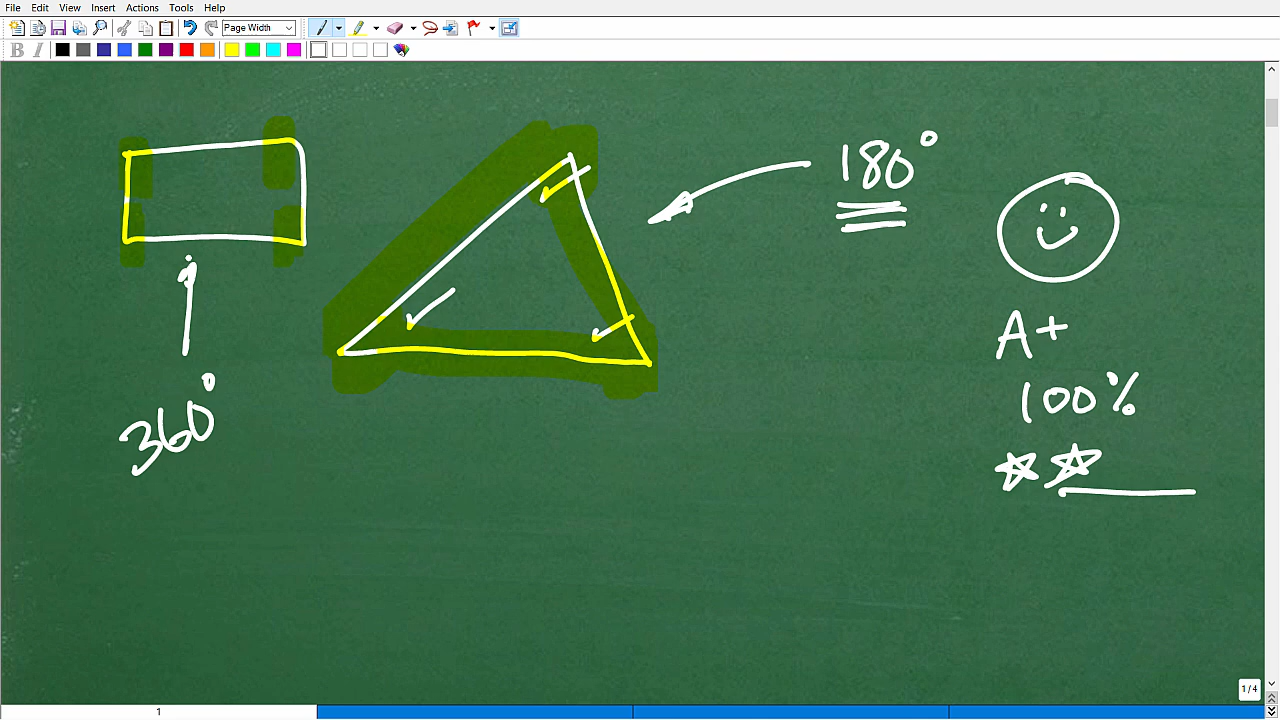 File Edit View Insert Actions Tools Help
Page Width
B I
180°
A+
100%
360°
1/4
1